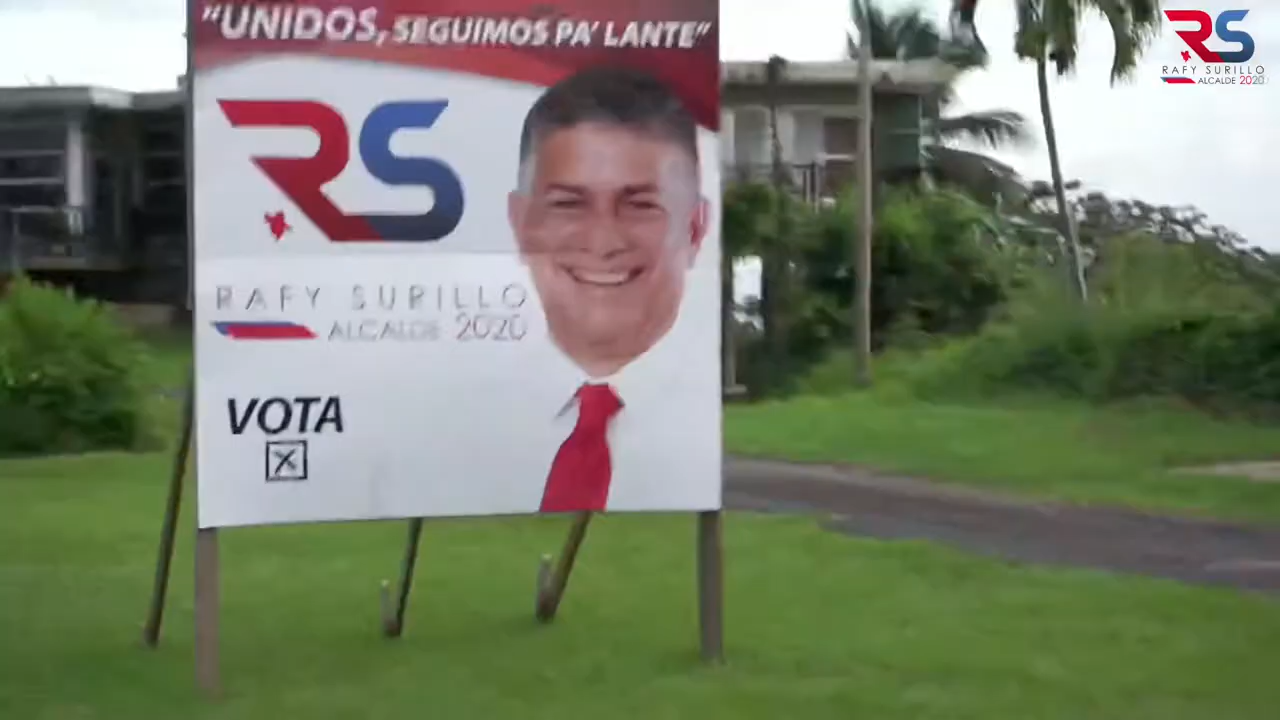 "UNIDOS, SEGUIMOS PA' LANTE"
RS
RAFY SURILLO
ALCALDE 2020
VOTA
X
RS
RAFY SURILLO
ALCALDE 2020